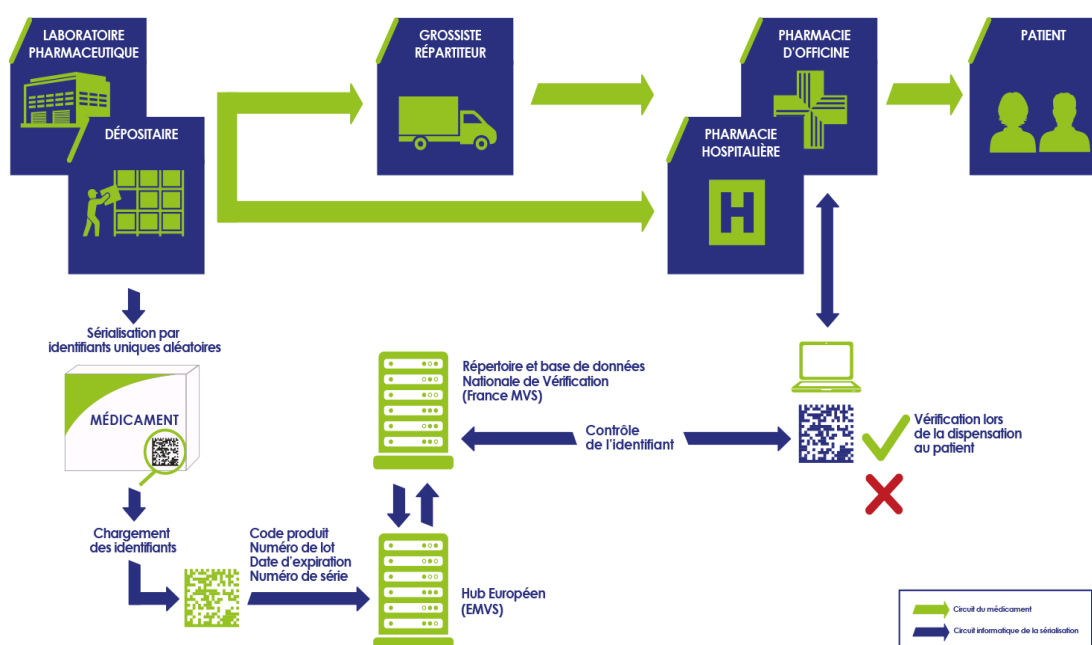 LABORATOIRE
PHARMACEUTIQUE
DÉPOSITAIRE
GROSSISTE
RÉPARTITEUR
PHARMACIE
D'OFFICINE
PHARMACIE
HOSPITALIÈRE
H
PATIENT
Sérialisation par
identifiants uniques aléatoires
MÉDICAMENT
Chargement
des identifiants
Code produit
Numéro de lot
Date d'expiration
Numéro de série
Répertoire et base de données
Nationale de Vérification
(France MVS)
Hub Européen
(EMVS)
Contrôle
de l'identifiant
Vérification lors
de la dispensation
au patient
Circuit du médicament
Circuit informatique de la sérialisation